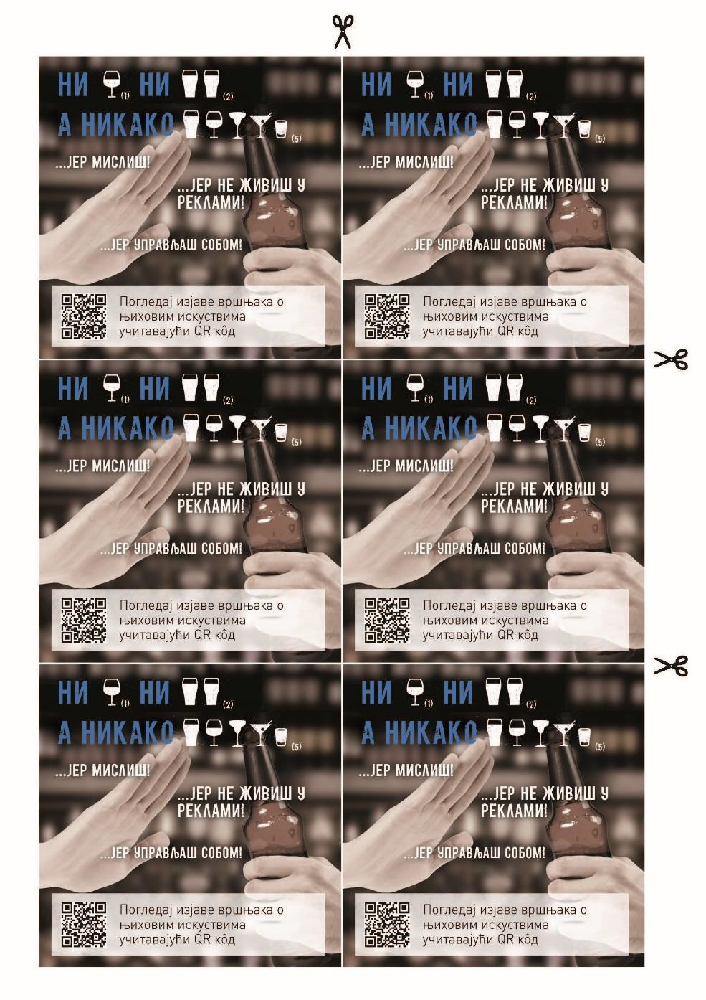 НИ (1) НИ (2)
А НИКАКО (5)
...ЈЕР МИСЛИШ!
...ЈЕР НЕ ЖИВИШ У
РЕКЛАМИ!
...ЈЕР УПРАВЉАШ СОБОМ!
Погледај изјаве вршњака о
њиховим искуствима
учитавајући QR кôд
НИ (1) НИ (2)
А НИКАКО (5)
...ЈЕР МИСЛИШ!
...ЈЕР НЕ ЖИВИШ У
РЕКЛАМИ!
...ЈЕР УПРАВЉАШ СОБОМ!
Погледај изјаве вршњака о
њиховим искуствима
учитавајући QR кôд
НИ (1) НИ (2)
А НИКАКО (5)
...ЈЕР МИСЛИШ!
...ЈЕР НЕ ЖИВИШ У
РЕКЛАМИ!
...ЈЕР УПРАВЉАШ СОБОМ!
Погледај изјаве вршњака о
њиховим искуствима
учитавајући QR кôд
НИ (1) НИ (2)
А НИКАКО (5)
...ЈЕР МИСЛИШ!
...ЈЕР НЕ ЖИВИШ У
РЕКЛАМИ!
...ЈЕР УПРАВЉАШ СОБОМ!
Погледај изјаве вршњака о
њиховим искуствима
учитавајући QR кôд
НИ (1) НИ (2)
А НИКАКО (5)
...ЈЕР МИСЛИШ!
...ЈЕР НЕ ЖИВИШ У
РЕКЛАМИ!
...ЈЕР УПРАВЉАШ СОБОМ!
Погледај изјаве вршњака о
њиховим искуствима
учитавајући QR кôд
НИ (1) НИ (2)
А НИКАКО (5)
...ЈЕР МИСЛИШ!
...ЈЕР НЕ ЖИВИШ У
РЕКЛАМИ!
...ЈЕР УПРАВЉАШ СОБОМ!
Погледај изјаве вршњака о
њиховим искуствима
учитавајући QR кôд